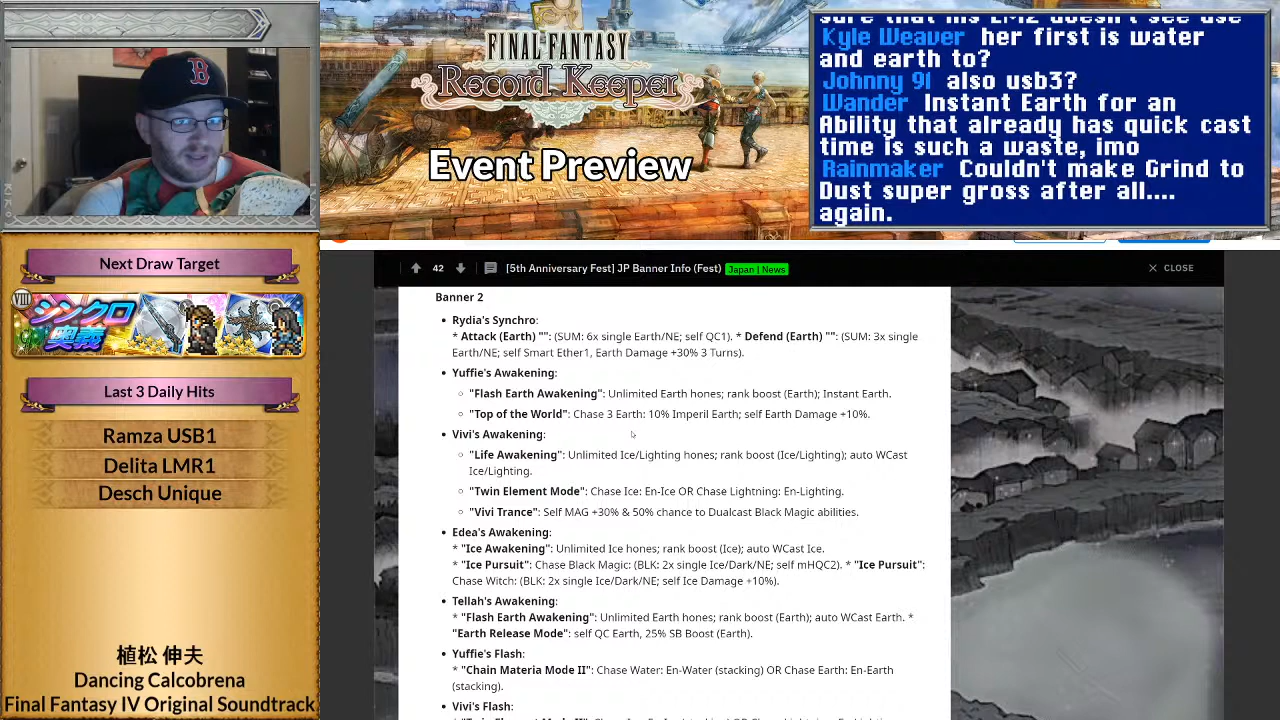 FINAL FANTASY
Record Keeper
Event Preview
Kyle Weaver her first is water
and earth to?
Johnny 91 also usb3?
Wander Instant Earth for an
Ability that already has quick cast
time is such a waste, imo
Rainmaker Couldn't make Grind to
Dust super gross after all....
again.
Next Draw Target
VIII
シンクロ
奥義
Last 3 Daily Hits
Ramza USB1
Delita LMR1
Desch Unique
植松 伸夫
Dancing Calcobrena
Final Fantasy IV Original Soundtrack
42
[5th Anniversary Fest] JP Banner Info (Fest) Japan | News
CLOSE
Banner 2
Rydia's Synchro:
* Attack (Earth) "": (SUM: 6x single Earth/NE; self QC1). * Defend (Earth) "": (SUM: 3x single
Earth/NE; self Smart Ether1, Earth Damage +30% 3 Turns).
Yuffie's Awakening:
"Flash Earth Awakening": Unlimited Earth hones; rank boost (Earth); Instant Earth.
"Top of the World": Chase 3 Earth: 10% Imperil Earth; self Earth Damage +10%.
Vivi's Awakening:
"Life Awakening": Unlimited Ice/Lighting hones; rank boost (Ice/Lighting); auto WCast
Ice/Lighting.
"Twin Element Mode": Chase Ice: En-Ice OR Chase Lightning: En-Lighting.
"Vivi Trance": Self MAG +30% & 50% chance to Dualcast Black Magic abilities.
Edea's Awakening:
* "Ice Awakening": Unlimited Ice hones; rank boost (Ice); auto WCast Ice.
* "Ice Pursuit": Chase Black Magic: (BLK: 2x single Ice/Dark/NE; self mHQC2). * "Ice Pursuit":
Chase Witch: (BLK: 2x single Ice/Dark/NE; self Ice Damage +10%).
Tellah's Awakening:
* "Flash Earth Awakening": Unlimited Earth hones; rank boost (Earth); auto WCast Earth. *
"Earth Release Mode": self QC Earth, 25% SB Boost (Earth).
Yuffie's Flash:
* "Chain Materia Mode II": Chase Water: En-Water (stacking) OR Chase Earth: En-Earth
(stacking).
Vivi's Flash: